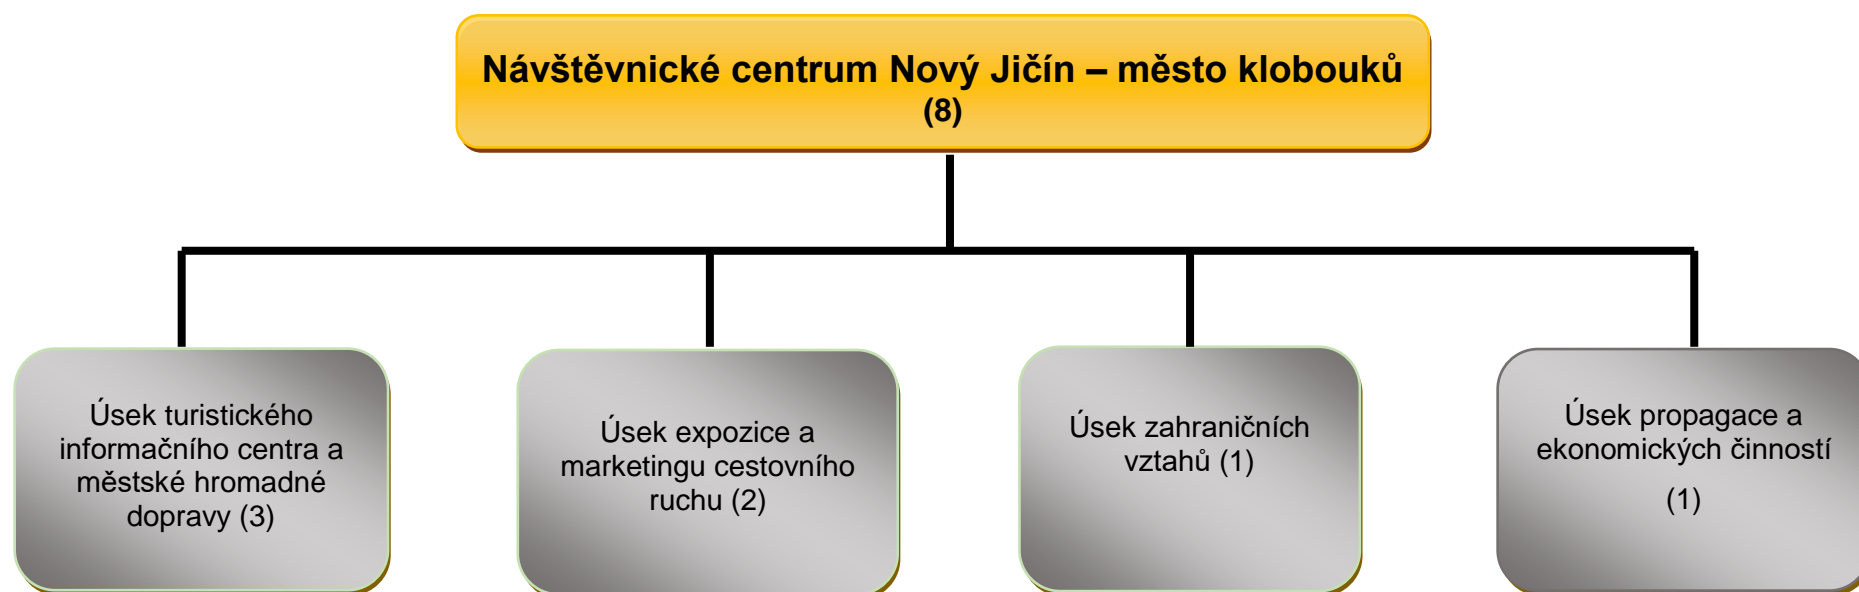 Návštěvnické centrum Nový Jičín – město klobouků
(8)
Úsek turistického
informačního centra a
městské hromadné
dopravy (3)
Úsek expozice a
marketingu cestovního
ruchu (2)
Úsek zahraničních
vztahů (1)
Úsek propagace a
ekonomických činností
(1)